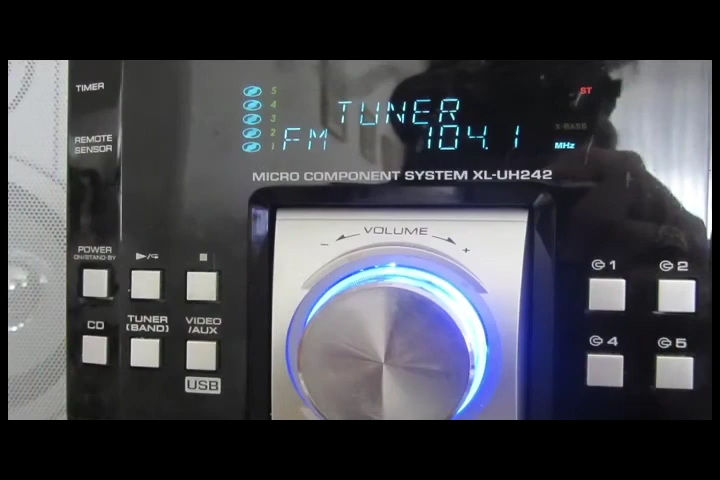 TIMER
REMOTE
SENSOR
5
4
3
2
1
TUNER
FM 104.1
ST
X-BASS
MHz
MICRO COMPONENT SYSTEM XL-UH242
VOLUME
- +
POWER
ON/STAND-BY
CD
TUNER
(BAND)
VIDEO
/AUX
USB
1
2
4
5